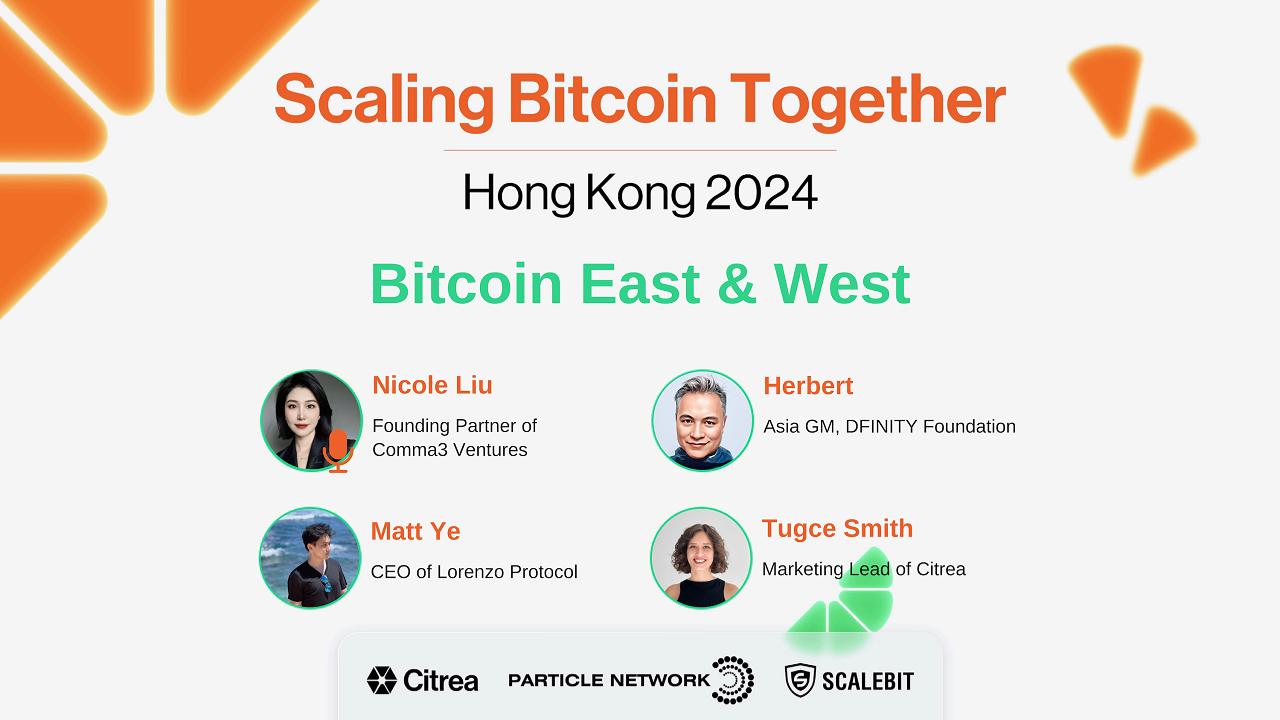 Scaling Bitcoin Together
Hong Kong 2024
Bitcoin East & West
Nicole Liu
Founding Partner of
Comma3 Ventures
Herbert
Asia GM, DFINITY Foundation
Matt Ye
CEO of Lorenzo Protocol
Tugce Smith
Marketing Lead of Citrea
Citrea
PARTICLE NETWORK
SCALEBIT